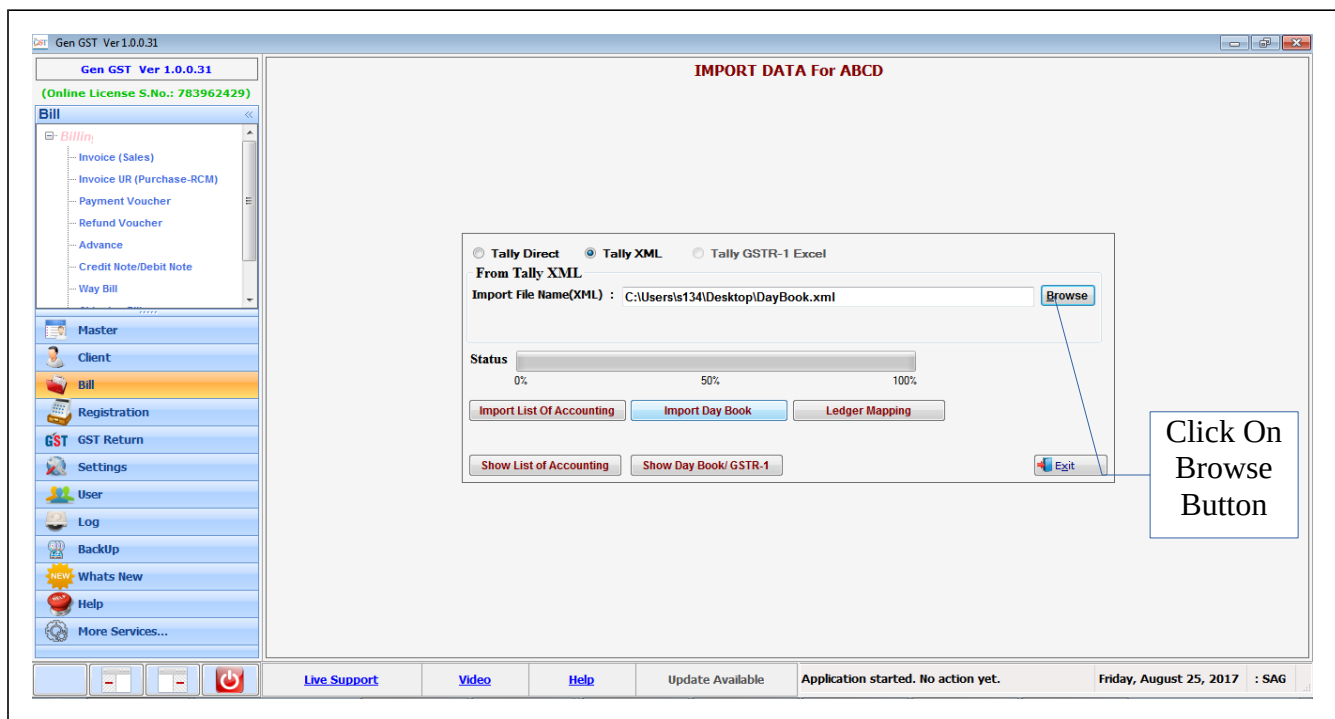 Gen GST Ver 1.0.0.31
Gen GST Ver 1.0.0.31
(Online License S.No.: 783962429)
Bill
Billing
Invoice (Sales)
Invoice UR (Purchase-RCM)
Payment Voucher
Refund Voucher
Advance
Credit Note/Debit Note
Way Bill
Master
Client
Bill
Registration
GST GST Return
Settings
User
Log
BackUp
NEW Whats New
Help
More Services...
IMPORT DATA For ABCD
Tally Direct Tally XML Tally GSTR-1 Excel
From Tally XML
Import File Name(XML) : C:\Users\s134\Desktop\DayBook.xml Browse
Status
0% 50% 100%
Import List Of Accounting Import Day Book Ledger Mapping
Show List of Accounting Show Day Book/ GSTR-1 Exit
Click On
Browse
Button
Live Support Video Help Update Available Application started. No action yet. Friday, August 25, 2017 : SAG